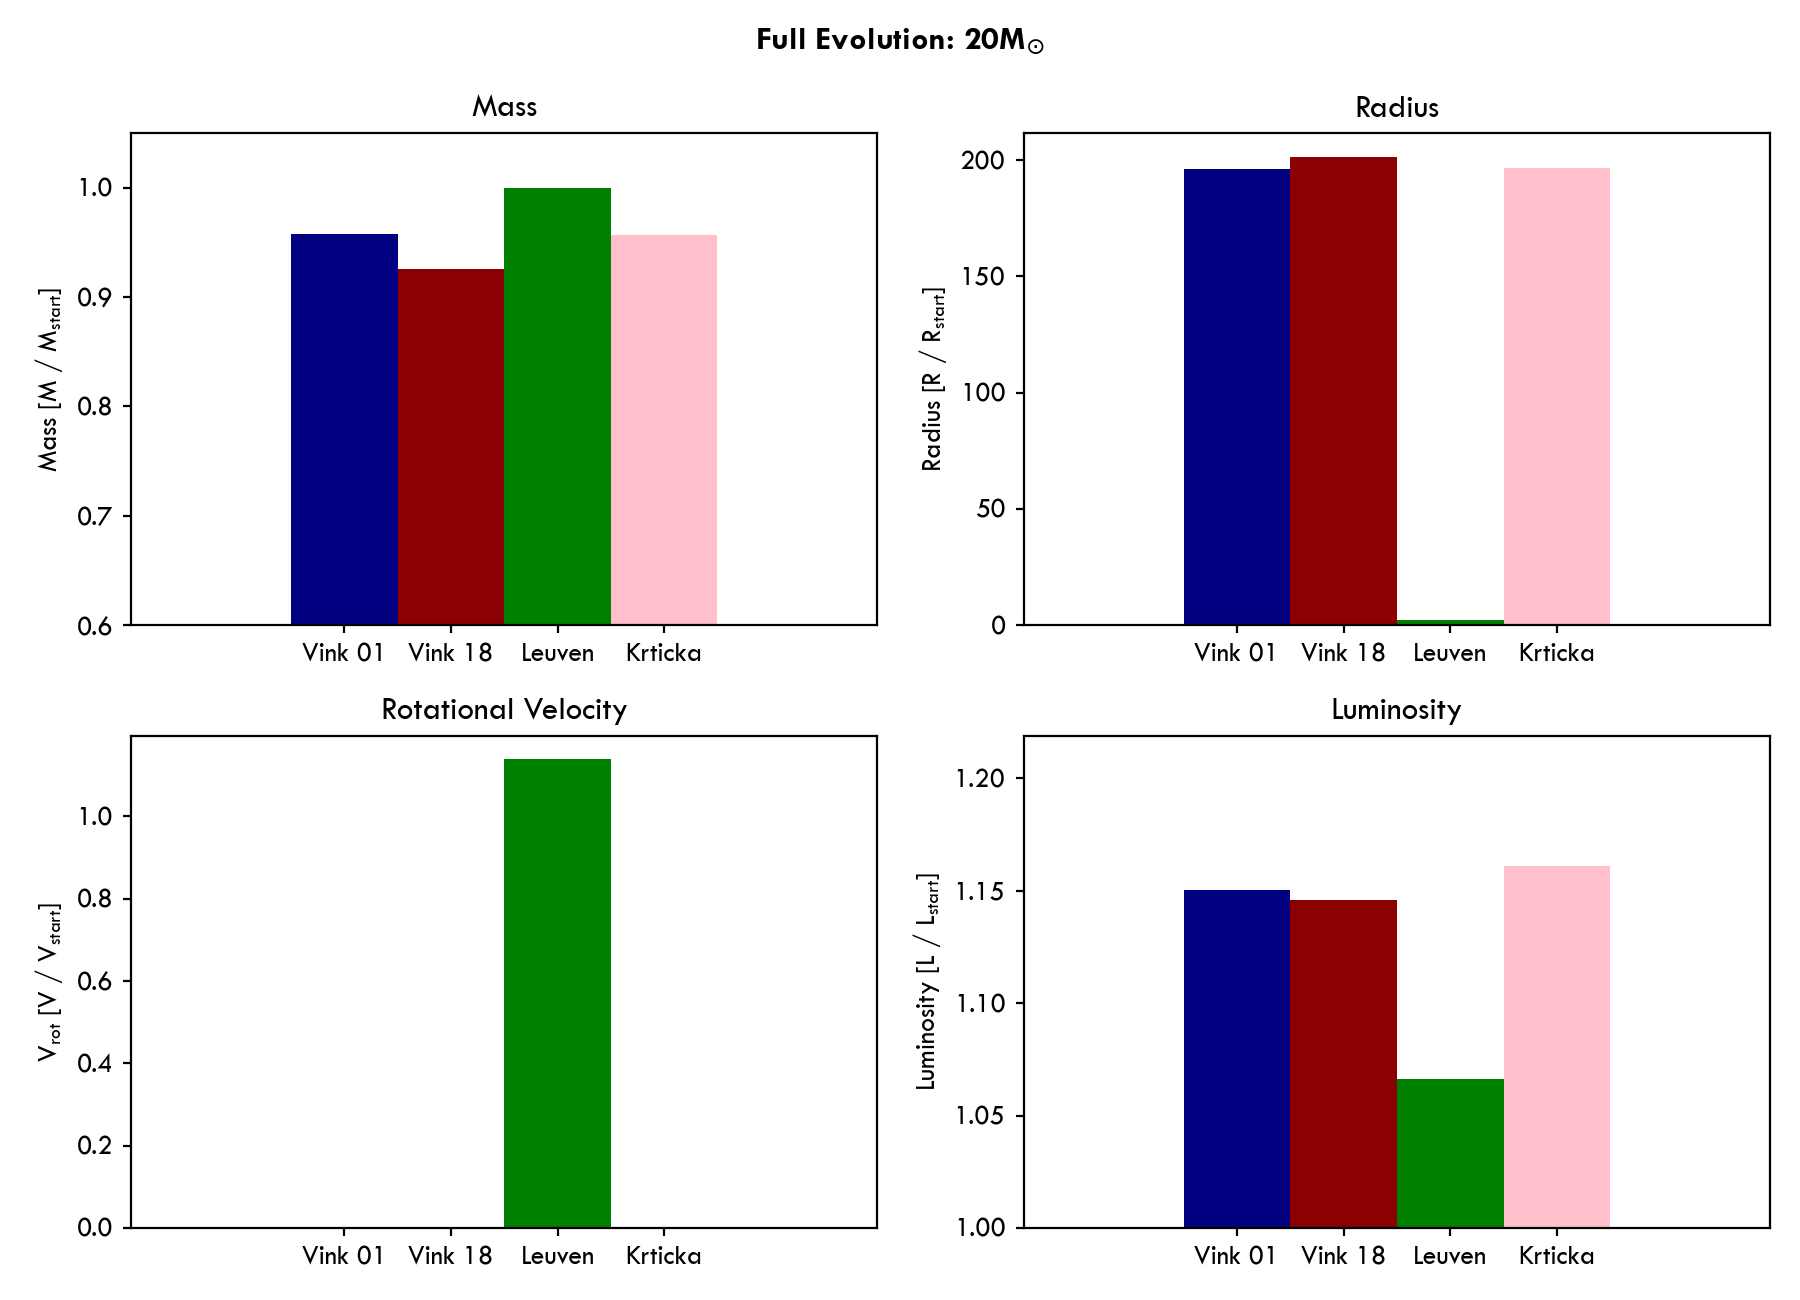 Full Evolution: 20M☉
Mass
Mass [M / Mstart]
1.0
0.9
0.8
0.7
0.6
Vink 01 Vink 18 Leuven Krticka
Radius
Radius [R / Rstart]
200
150
100
50
0
Vink 01 Vink 18 Leuven Krticka
Rotational Velocity
Vrot [V / Vstart]
1.0
0.8
0.6
0.4
0.2
0.0
Vink 01 Vink 18 Leuven Krticka
Luminosity
Luminosity [L / Lstart]
1.20
1.15
1.10
1.05
1.00
Vink 01 Vink 18 Leuven Krticka